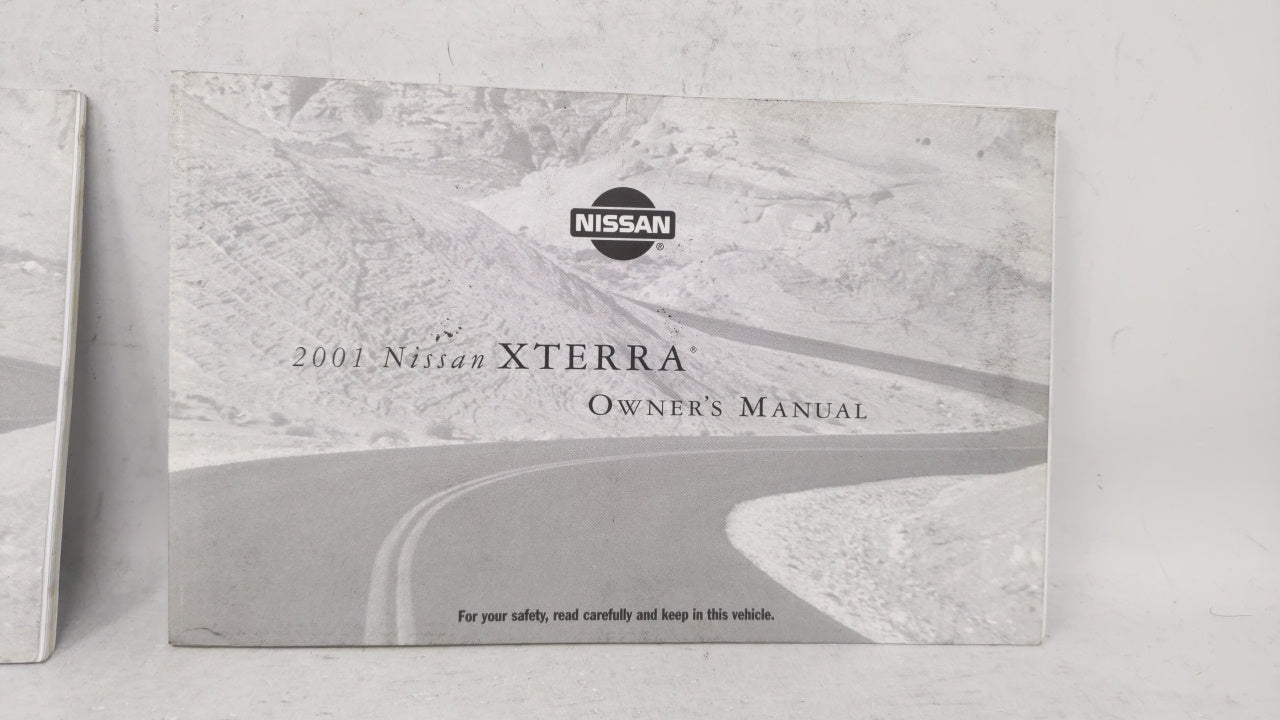 NISSAN®
2001 Nissan XTERRA®
OWNER'S MANUAL
For your safety, read carefully and keep in this vehicle.